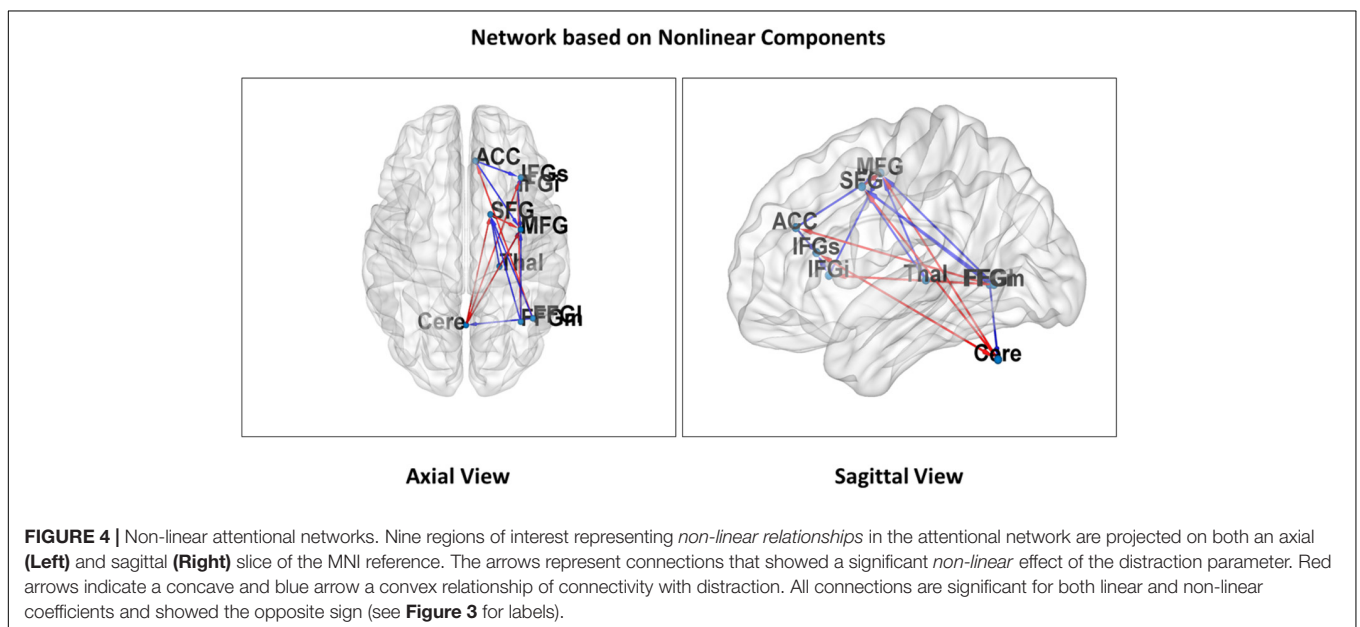 Network based on Nonlinear Components
ACC
IFGs
IFGi
SFG
MFG
Thal
FFGl
Cere
FFGm
MFG
SFG
ACC
IFGs
IFGi
Thal
FFGm
Cere
Axial View
Sagittal View
FIGURE 4 | Non-linear attentional networks. Nine regions of interest representing non-linear relationships in the attentional network are projected on both an axial
(Left) and sagittal (Right) slice of the MNI reference. The arrows represent connections that showed a significant non-linear effect of the distraction parameter. Red
arrows indicate a concave and blue arrow a convex relationship of connectivity with distraction. All connections are significant for both linear and non-linear
coefficients and showed the opposite sign (see Figure 3 for labels).